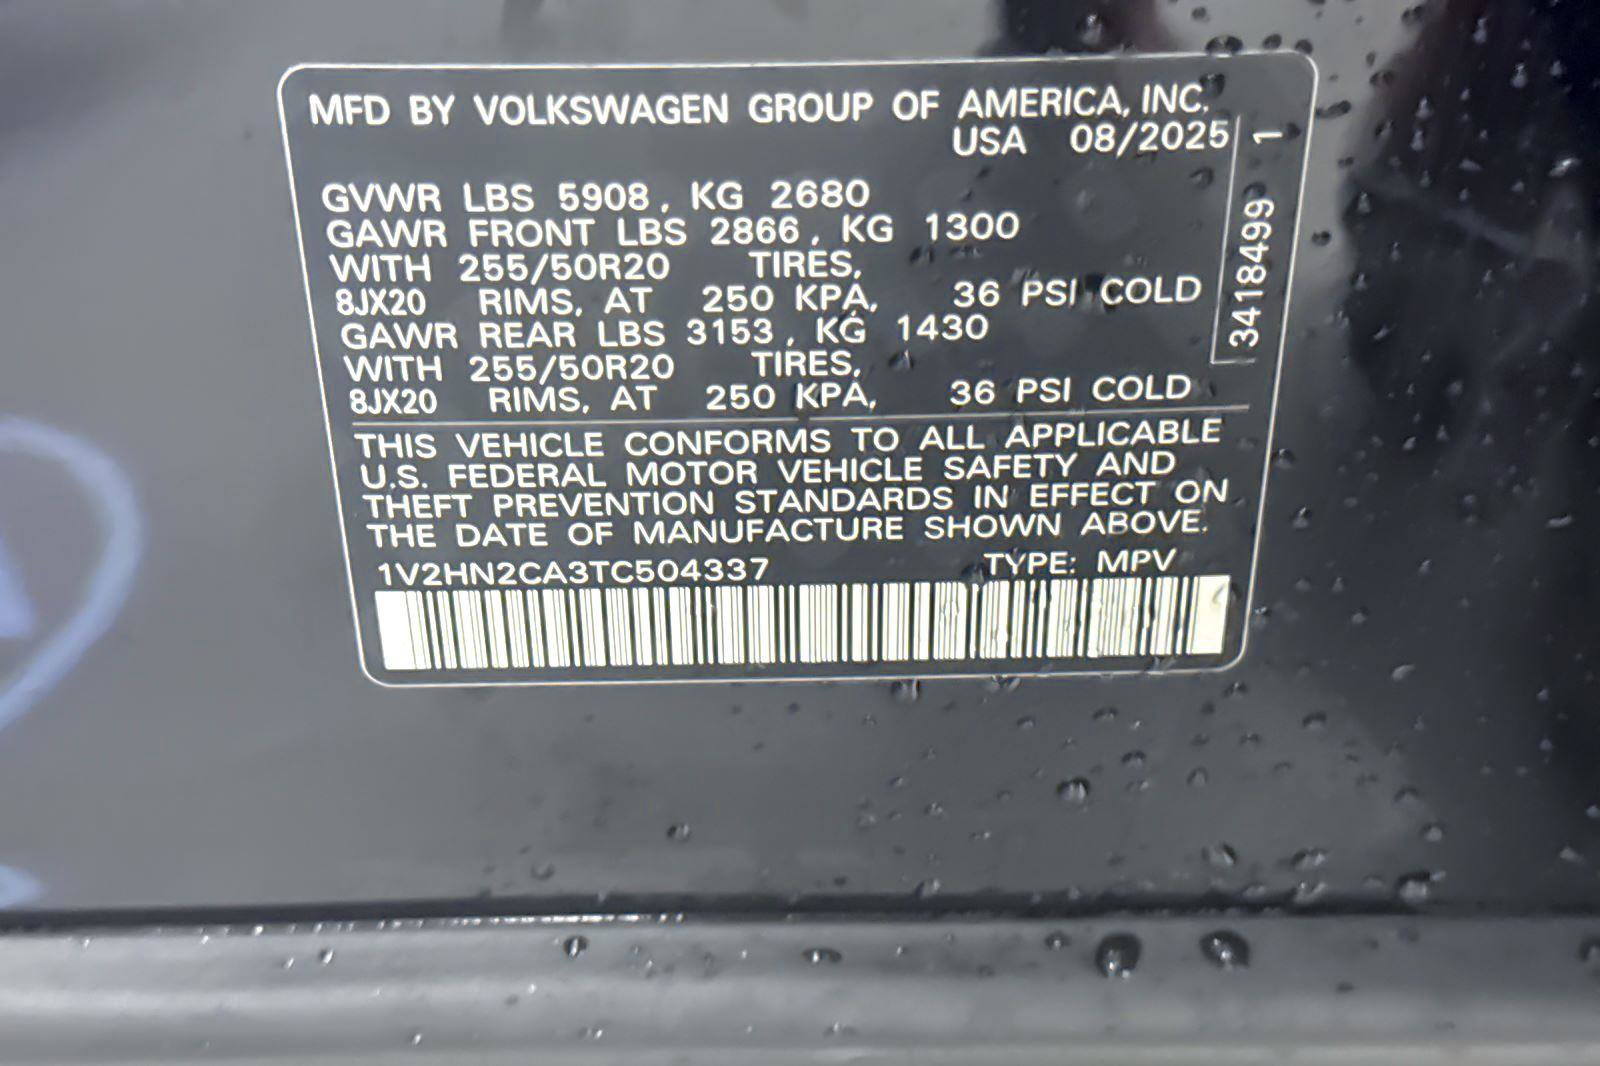 MFD BY VOLKSWAGEN GROUP OF AMERICA, INC.
USA 08/2025
GVWR LBS 5908, KG 2680
GAWR FRONT LBS 2866, KG 1300
WITH 255/50R20 TIRES,
8JX20 RIMS, AT 250 KPA, 36 PSI COLD
GAWR REAR LBS 3153, KG 1430
WITH 255/50R20 TIRES,
8JX20 RIMS, AT 250 KPA, 36 PSI COLD
THIS VEHICLE CONFORMS TO ALL APPLICABLE
U.S. FEDERAL MOTOR VEHICLE SAFETY AND
THEFT PREVENTION STANDARDS IN EFFECT ON
THE DATE OF MANUFACTURE SHOWN ABOVE.
1V2HN2CA3TC504337 TYPE: MPV
3418499 1